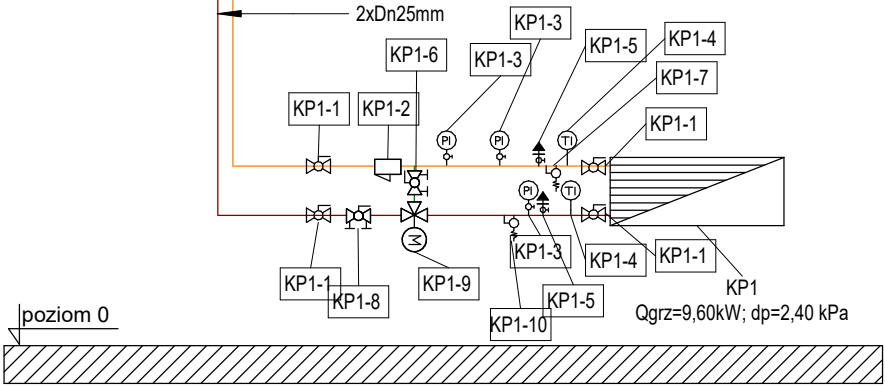 2xDn25mm
KP1-3
KP1-6
KP1-3
KP1-5
KP1-4
KP1-7
KP1-1
KP1-2
KP1-1
PI
PI
TI
PI
TI
M
KP1-1
KP1-8
KP1-9
KP1-10
KP1-3
KP1-5
KP1-4
KP1-1
KP1
Qgrz=9,60kW; dp=2,40 kPa
poziom 0